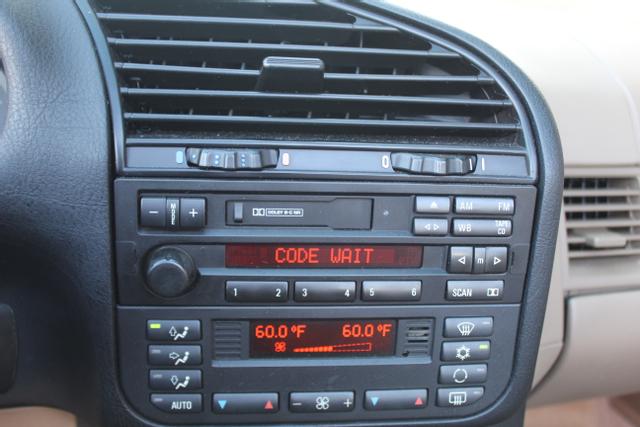 0 I
− MODE +
DOLBY B-C NR
AM FM
WB TAPE CD
CODE WAIT
m
1 2 3 4 5 6
SCAN
60.0°F 60.0°F
AUTO − +